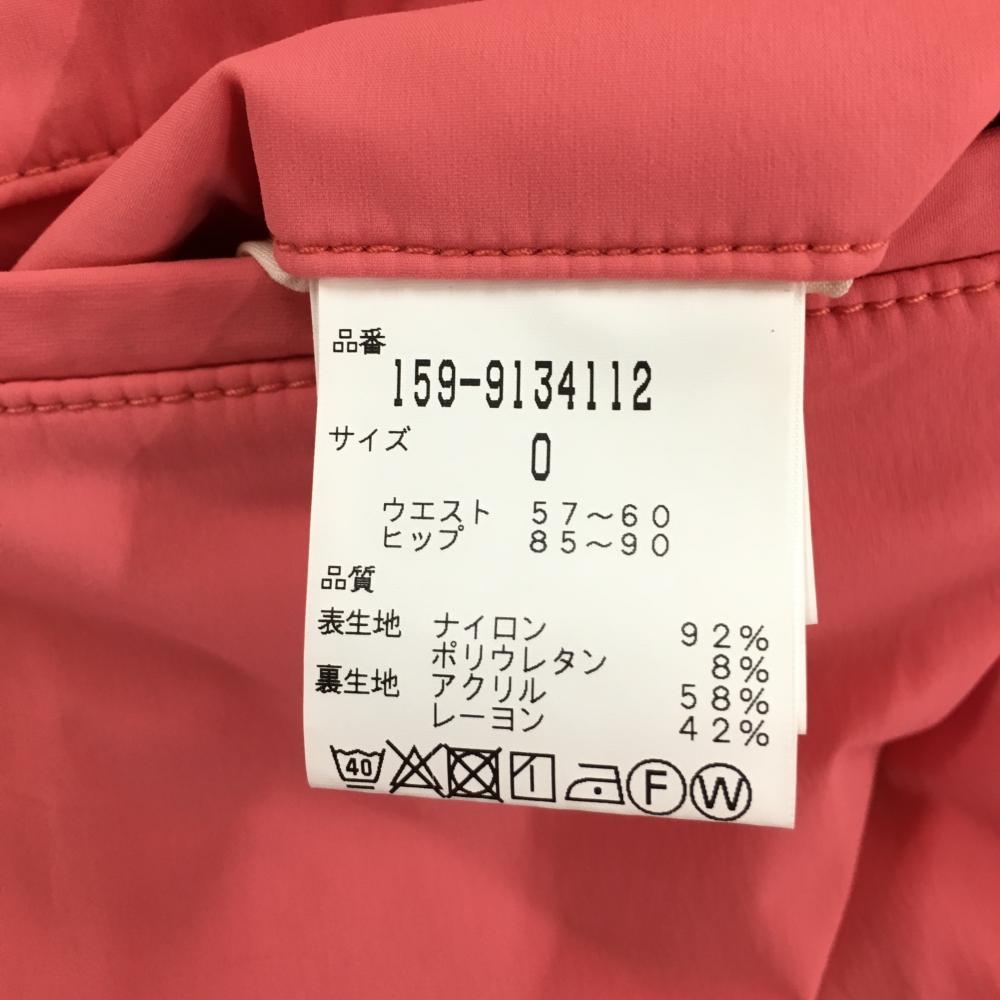 品番
159-9134112
サイズ
0
ウエスト 57～60
ヒップ 85～90
品質
表生地 ナイロン 92%
ポリウレタン 8%
裏生地 アクリル 58%
レーヨン 42%
40 F W